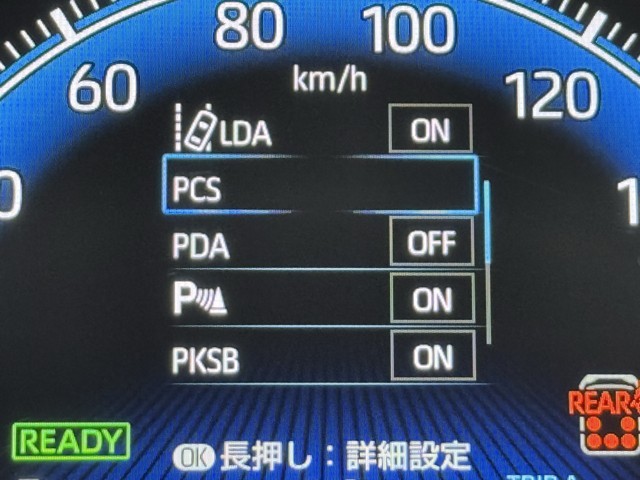 80 100
60 km/h 120
LDA ON
PCS
PDA OFF
P ON
PKSB ON
REAR
READY
OK 長押し：詳細設定